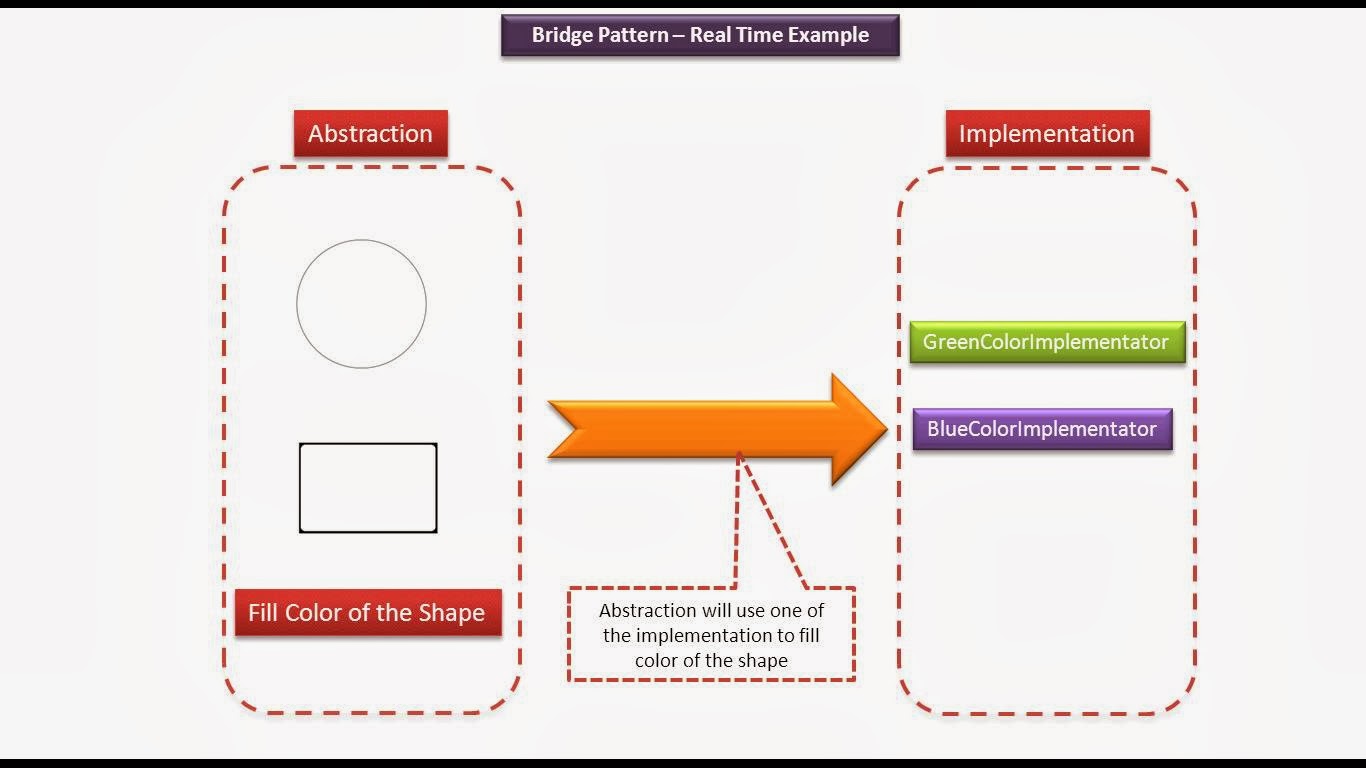 Bridge Pattern – Real Time Example
Abstraction
Implementation
GreenColorImplementator
BlueColorImplementator
Fill Color of the Shape
Abstraction will use one of
the implementation to fill
color of the shape